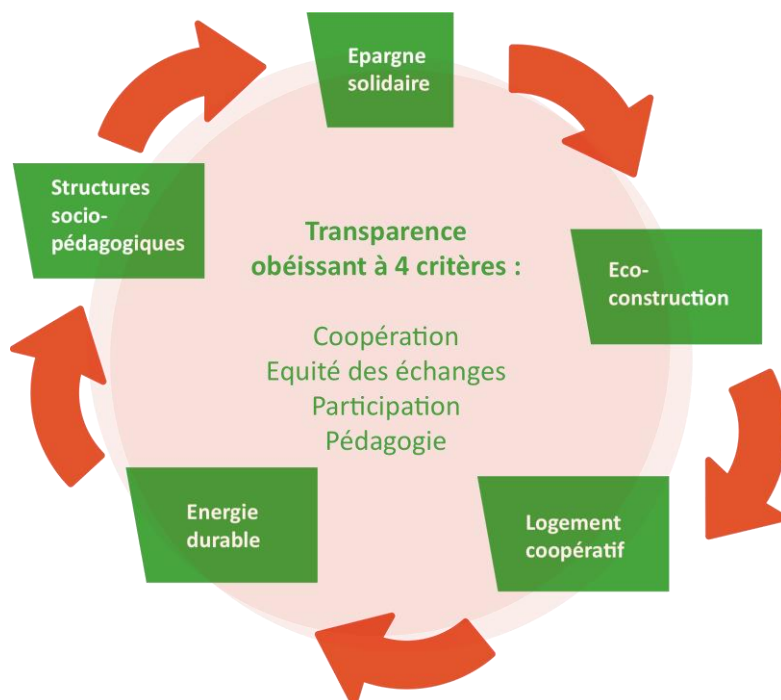 Epargne
solidaire
Structures
socio-
pédagogiques
Transparence
obéissant à 4 critères :
Eco-
construction
Coopération
Equité des échanges
Participation
Pédagogie
Energie
durable
Logement
coopératif